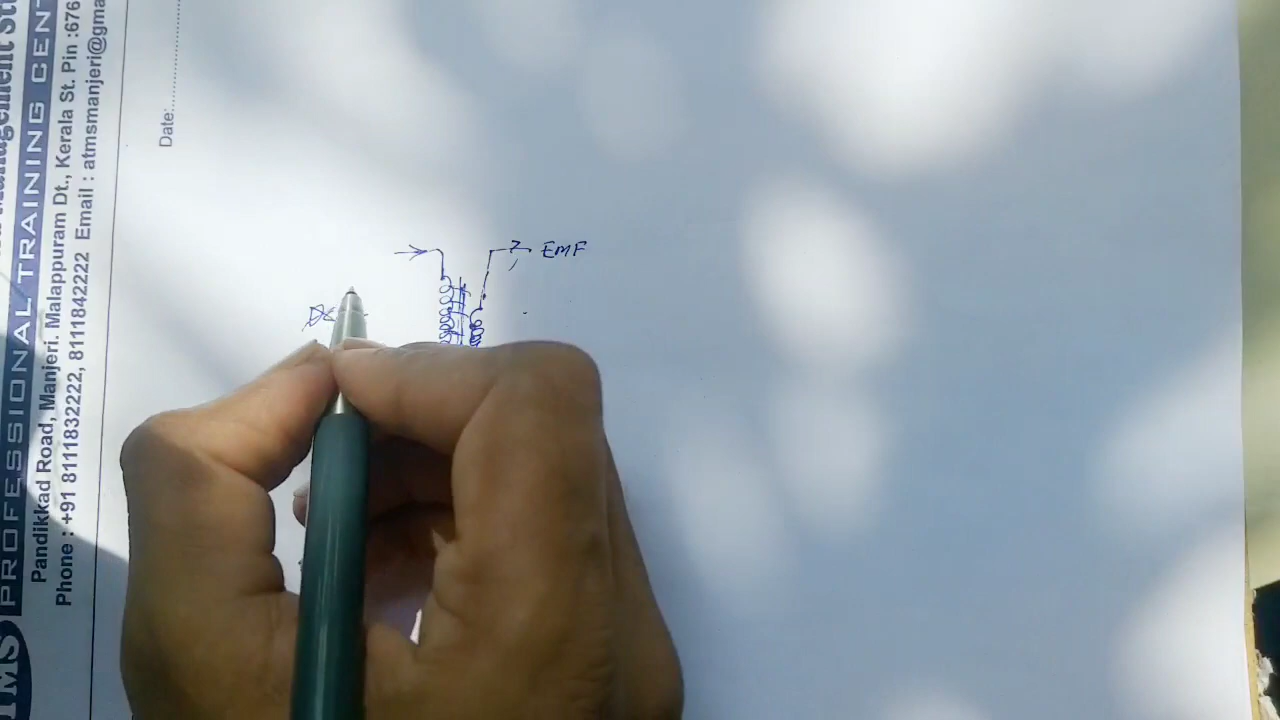 PROFESSIONAL TRAINING CENT
Pandikkad Road, Manjeri. Malappuram Dt., Kerala St. Pin :676
Phone : +91 8111832222, 8111842222 Email : atmsmanjeri@gma
Date:
EMF